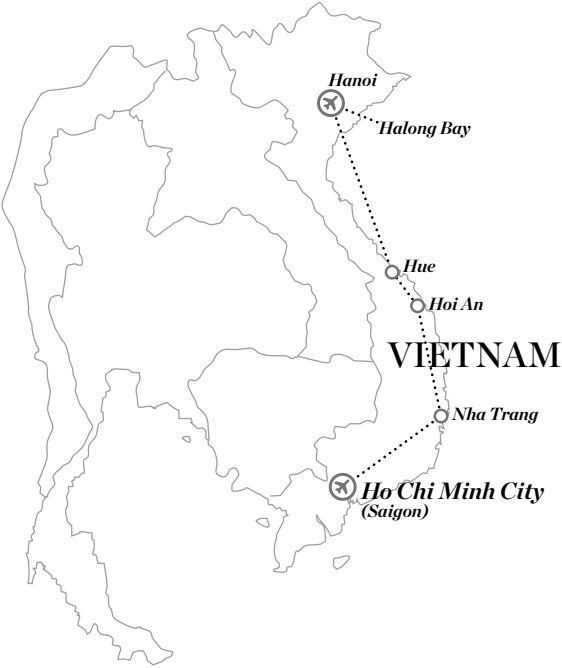 Hanoi
Halong Bay
Hue
Hoi An
VIETNAM
Nha Trang
Ho Chi Minh City
(Saigon)